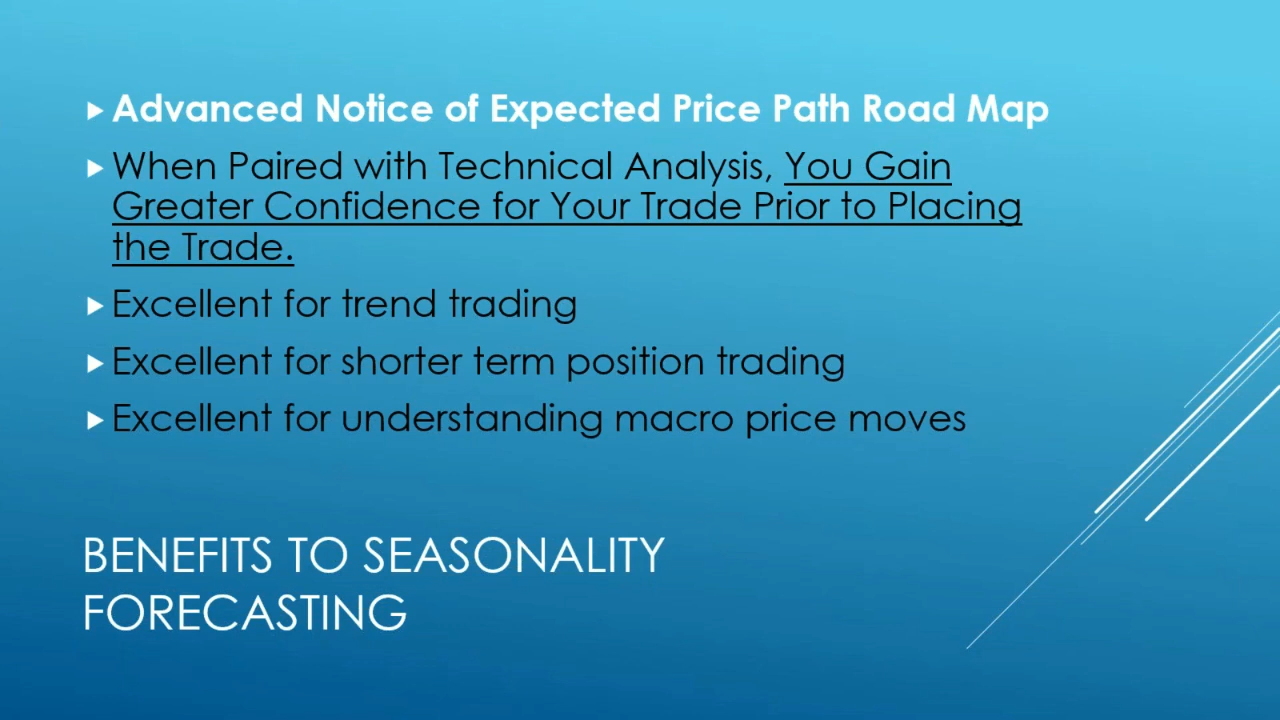 Advanced Notice of Expected Price Path Road Map
When Paired with Technical Analysis, You Gain
Greater Confidence for Your Trade Prior to Placing
the Trade.
Excellent for trend trading
Excellent for shorter term position trading
Excellent for understanding macro price moves
BENEFITS TO SEASONALITY
FORECASTING